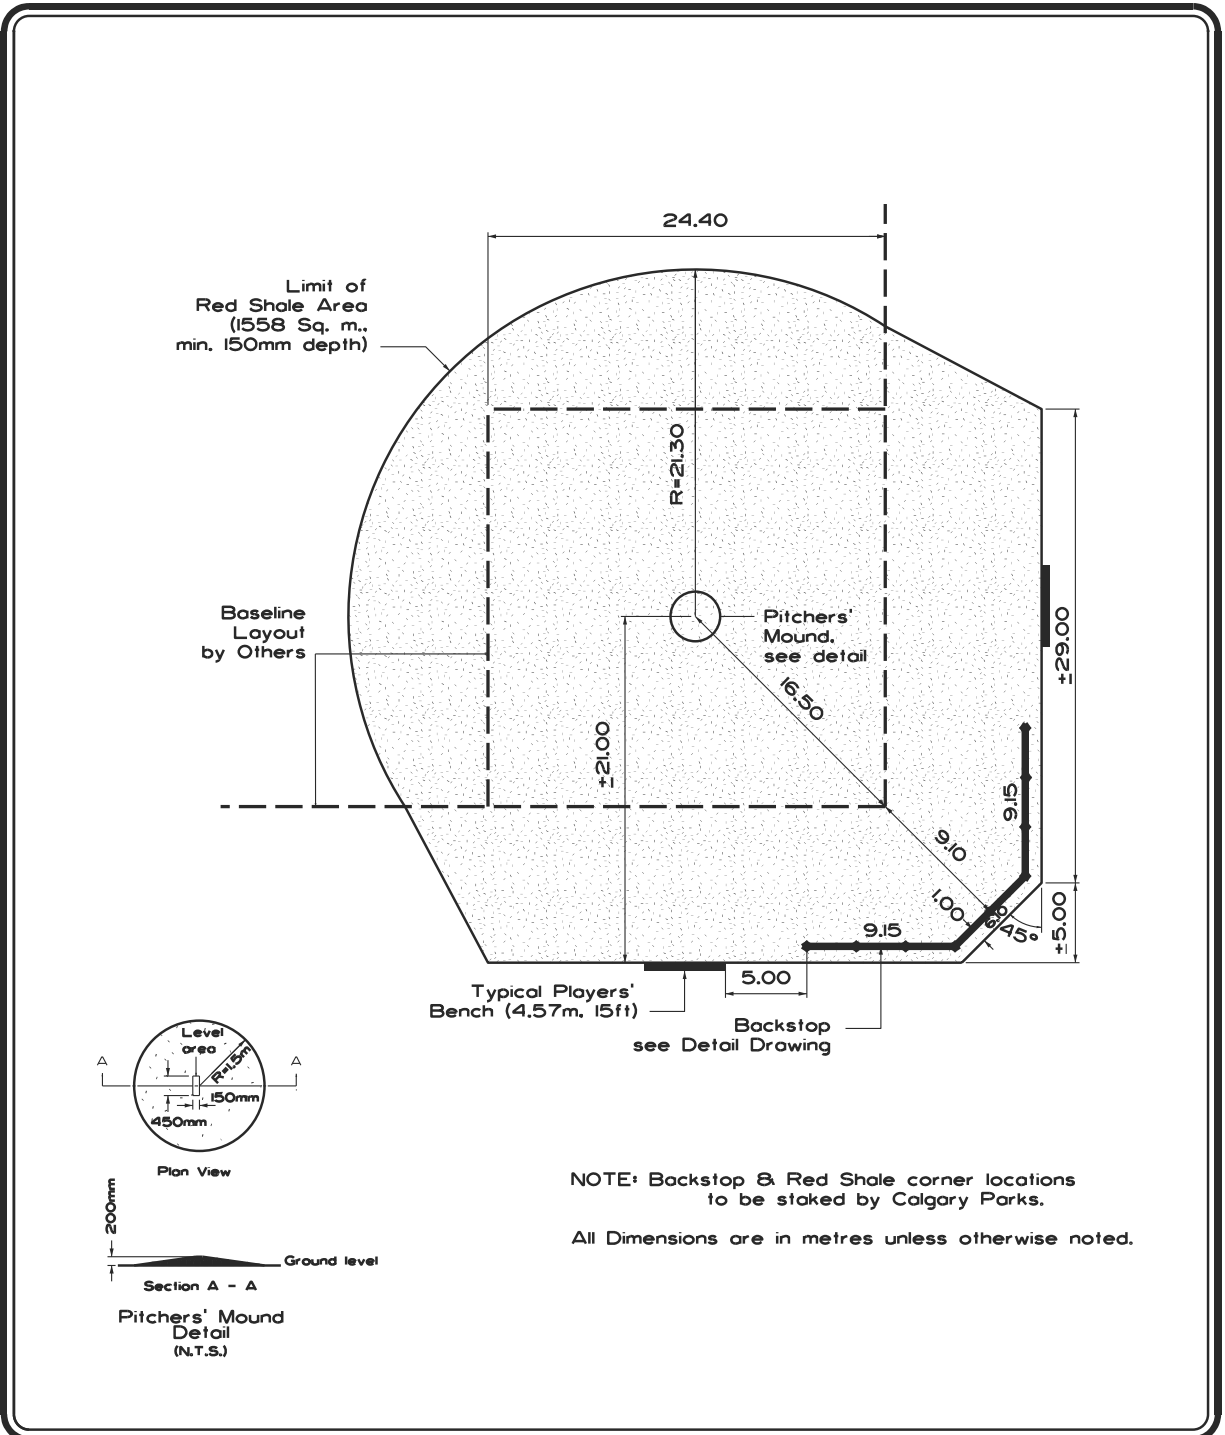 24.40
Limit of
Red Shale Area
(1558 Sq. m.,
min. 150mm depth)
R=21.30
Baseline
Layout
by Others
Pitchers'
Mound,
see detail
±29.00
16.50
±21.00
9.15
9.10
1.00
45°
±5.00
9.15
5.00
Typical Players'
Bench (4.57m, 15ft)
Backstop
see Detail Drawing
Level
area
A
A
R=1.5m
150mm
450mm
Plan View
200mm
Ground level
Section A - A
Pitchers' Mound
Detail
(N.T.S.)
NOTE: Backstop & Red Shale corner locations
to be staked by Calgary Parks.
All Dimensions are in metres unless otherwise noted.